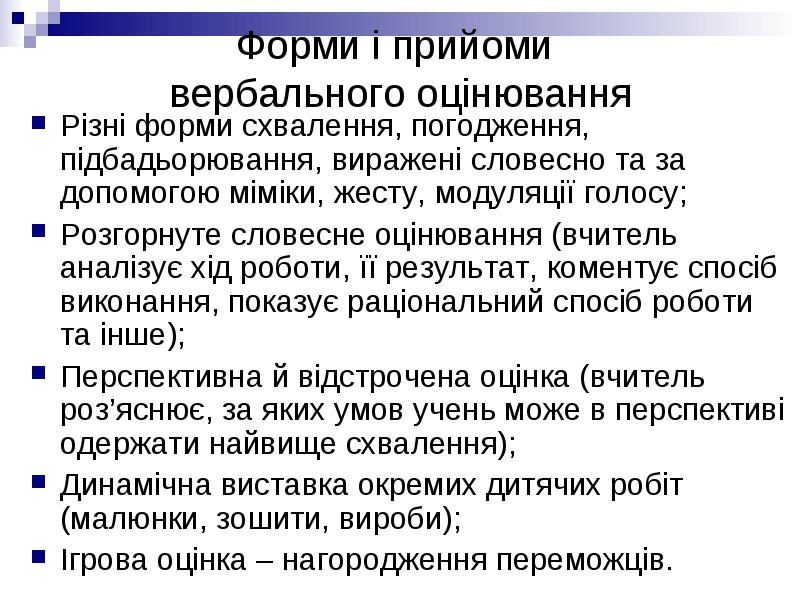 Форми і прийоми
вербального оцінювання
Різні форми схвалення, погодження,
підбадьорювання, виражені словесно та за
допомогою міміки, жесту, модуляції голосу;
Розгорнуте словесне оцінювання (вчитель
аналізує хід роботи, її результат, коментує спосіб
виконання, показує раціональний спосіб роботи
та інше);
Перспективна й відстрочена оцінка (вчитель
роз’яснює, за яких умов учень може в перспективі
одержати найвище схвалення);
Динамічна виставка окремих дитячих робіт
(малюнки, зошити, вироби);
Ігрова оцінка – нагородження переможців.